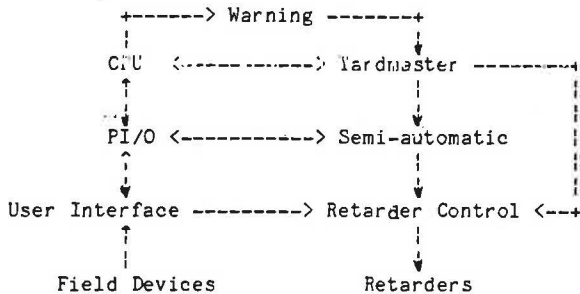 Warning
CPU Yardmaster
PI/O Semi-automatic
User Interface Retarder Control
Field Devices Retarders